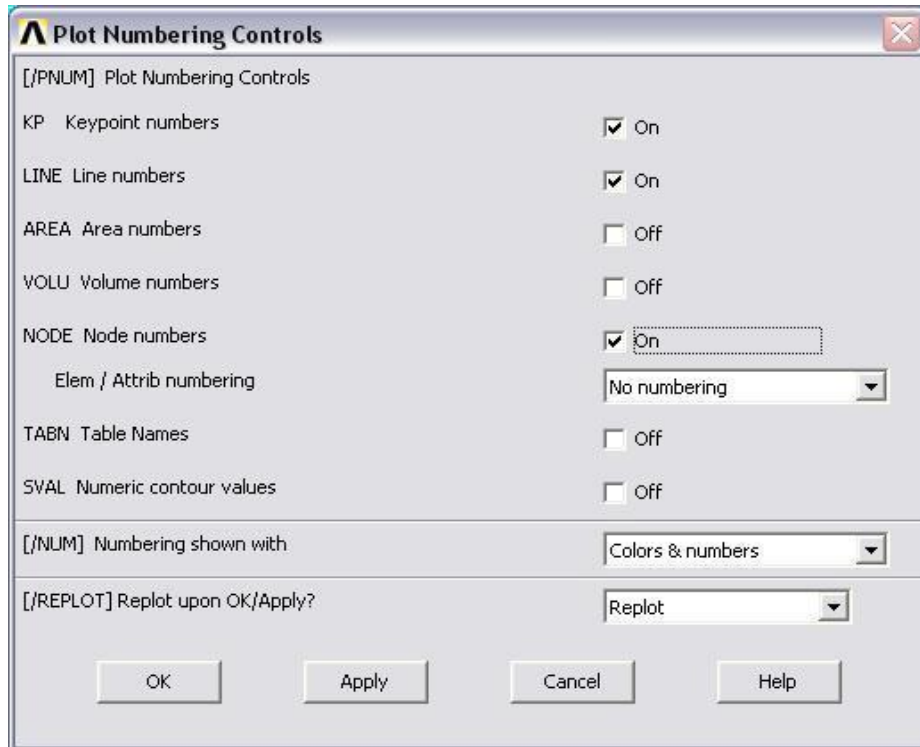 Plot Numbering Controls
[/PNUM] Plot Numbering Controls
KP Keypoint numbers On
LINE Line numbers On
AREA Area numbers Off
VOLU Volume numbers Off
NODE Node numbers On
Elem / Attrib numbering No numbering
TABN Table Names Off
SVAL Numeric contour values Off
[/NUM] Numbering shown with Colors & numbers
[/REPLOT] Replot upon OK/Apply? Replot
OK Apply Cancel Help